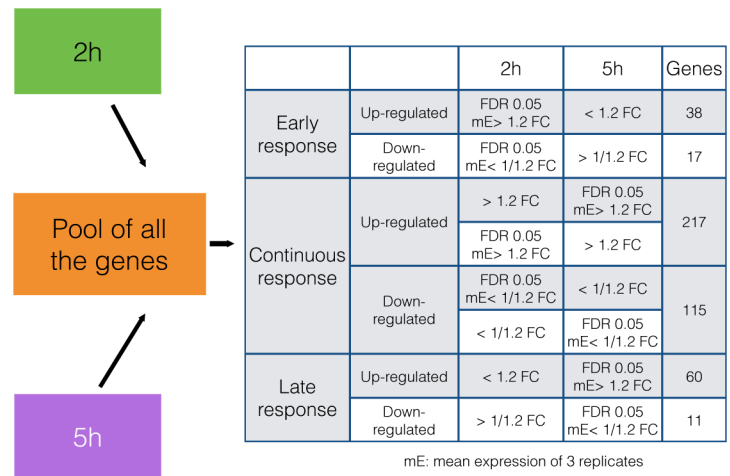 2h
Pool of all
the genes
5h
2h 5h Genes
Early
response
Up-regulated
FDR 0.05
mE> 1.2 FC
< 1.2 FC
38
Down-
regulated
FDR 0.05
mE< 1/1.2 FC
> 1/1.2 FC
17
Continuous
response
Up-regulated
> 1.2 FC
FDR 0.05
mE> 1.2 FC
217
FDR 0.05
mE> 1.2 FC
> 1.2 FC
Down-
regulated
FDR 0.05
mE< 1/1.2 FC
< 1/1.2 FC
115
< 1/1.2 FC
FDR 0.05
mE< 1/1.2 FC
Late
response
Up-regulated
< 1.2 FC
FDR 0.05
mE> 1.2 FC
60
Down-
regulated
> 1/1.2 FC
FDR 0.05
mE< 1/1.2 FC
11
mE: mean expression of 3 replicates